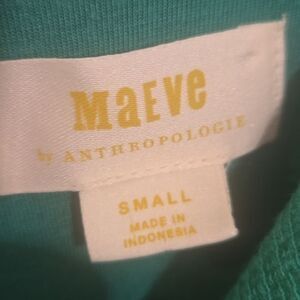 MaEve
by ANTHROPOLOGIE
SMALL
MADE IN
INDONESIA